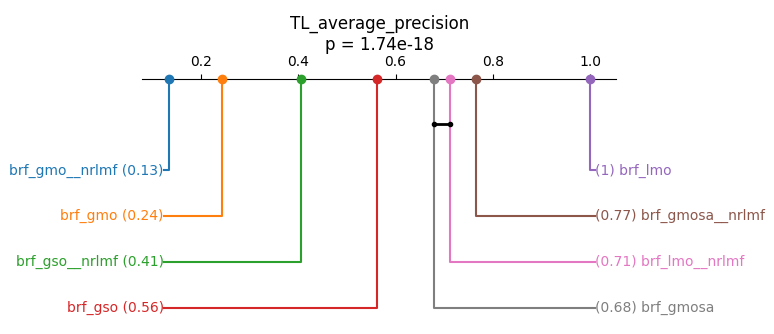 TL_average_precision
p = 1.74e-18
0.2 0.4 0.6 0.8 1.0
brf_gmo__nrlmf (0.13) (1) brf_lmo
brf_gmo (0.24) (0.77) brf_gmosa__nrlmf
brf_gso__nrlmf (0.41) (0.71) brf_lmo__nrlmf
brf_gso (0.56) (0.68) brf_gmosa